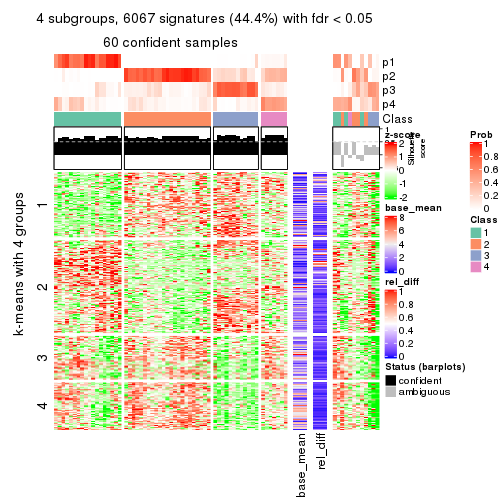 4 subgroups, 6067 signatures (44.4%) with fdr < 0.05
60 confident samples
p1
p2
p3
p4
Class
1
Silhouette
score
z-score
2
1
0
-1
-2
base_mean
8
6
4
2
0
rel_diff
1
0.8
0.6
0.4
0.2
0
Status (barplots)
confident
ambiguous
Prob
1
0.8
0.6
0.4
0.2
0
Class
1
2
3
4
k-means with 4 groups
1
2
3
4
base_mean
rel_diff